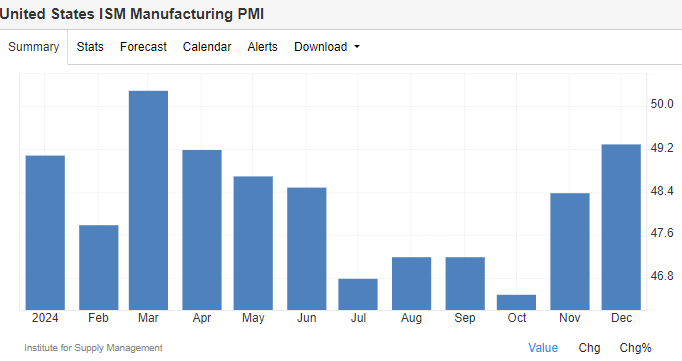 United States ISM Manufacturing PMI
Summary Stats Forecast Calendar Alerts Download
50.0
49.2
48.4
47.6
46.8
2024 Feb Mar Apr May Jun Jul Aug Sep Oct Nov Dec
Institute for Supply Management Value Chg Chg%